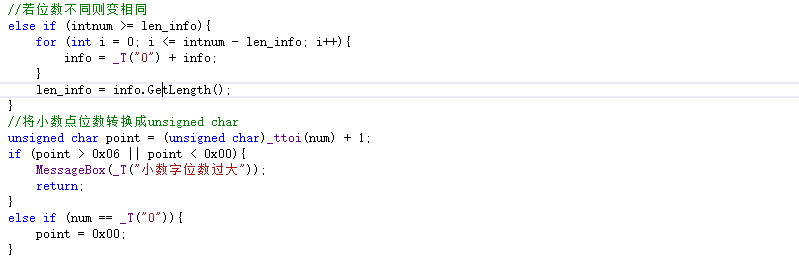 //若位数不同则变相同
else if (intnum >= len_info){
for (int i = 0; i <= intnum - len_info; i++){
info = _T("0") + info;
}
len_info = info.GetLength();
}
//将小数点位数转换成unsigned char
unsigned char point = (unsigned char)_ttoi(num) + 1;
if (point > 0x06 || point < 0x00){
MessageBox(_T("小数字位数过大"));
return;
}
else if (num == _T("0")){
point = 0x00;
}